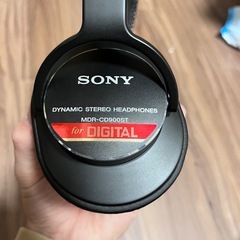 SONY
DYNAMIC STEREO HEADPHONES
MDR-CD900ST
for DIGITAL